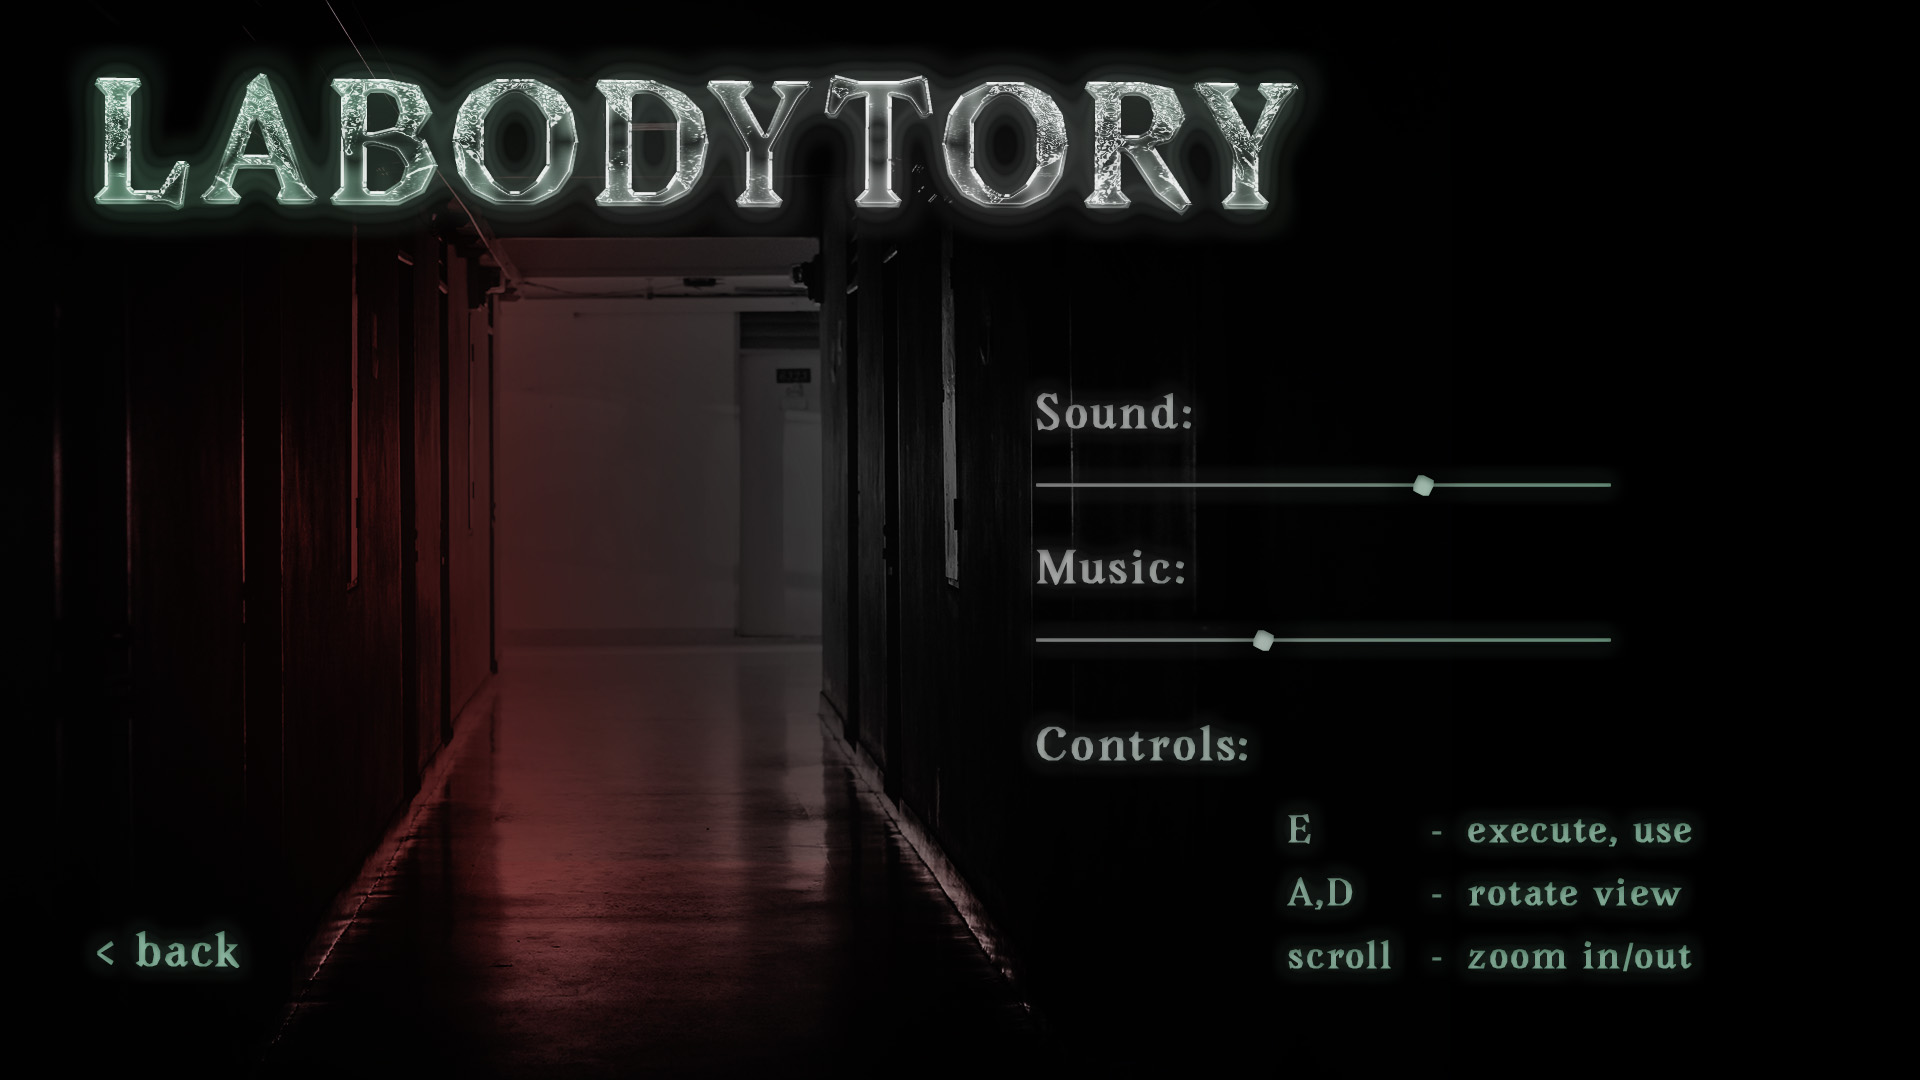 LABODYTORY
Sound:
Music:
Controls:
E - execute, use
A,D - rotate view
scroll - zoom in/out
< back